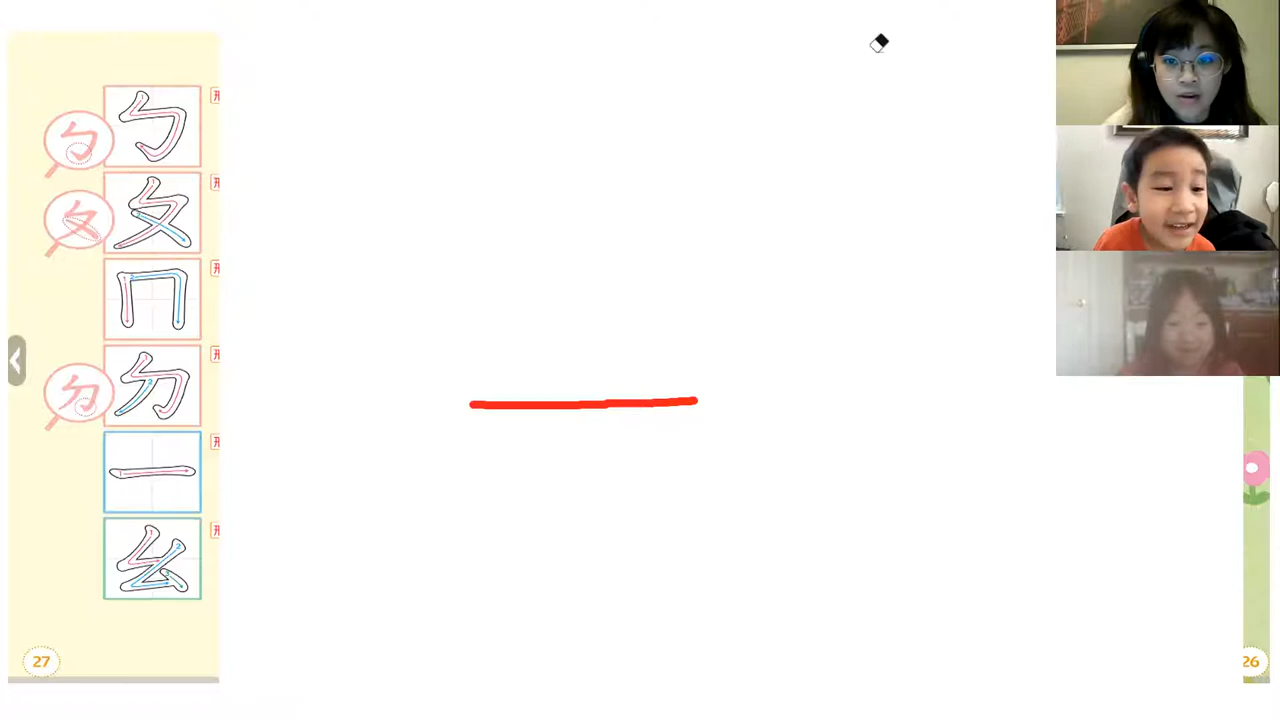 ㄅ
ㄅ
ㄆ
ㄆ
ㄇ
ㄉ
ㄉ
ㄧ
ㄠ
27
26